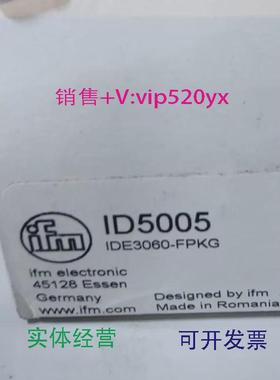 销售+V:vip520yx
ifm
ID5005
IDE3060-FPKG
ifm electronic
45128 Essen
Germany
www.ifm.com
Designed by ifm
Made in Romania
实体经营
可开发票